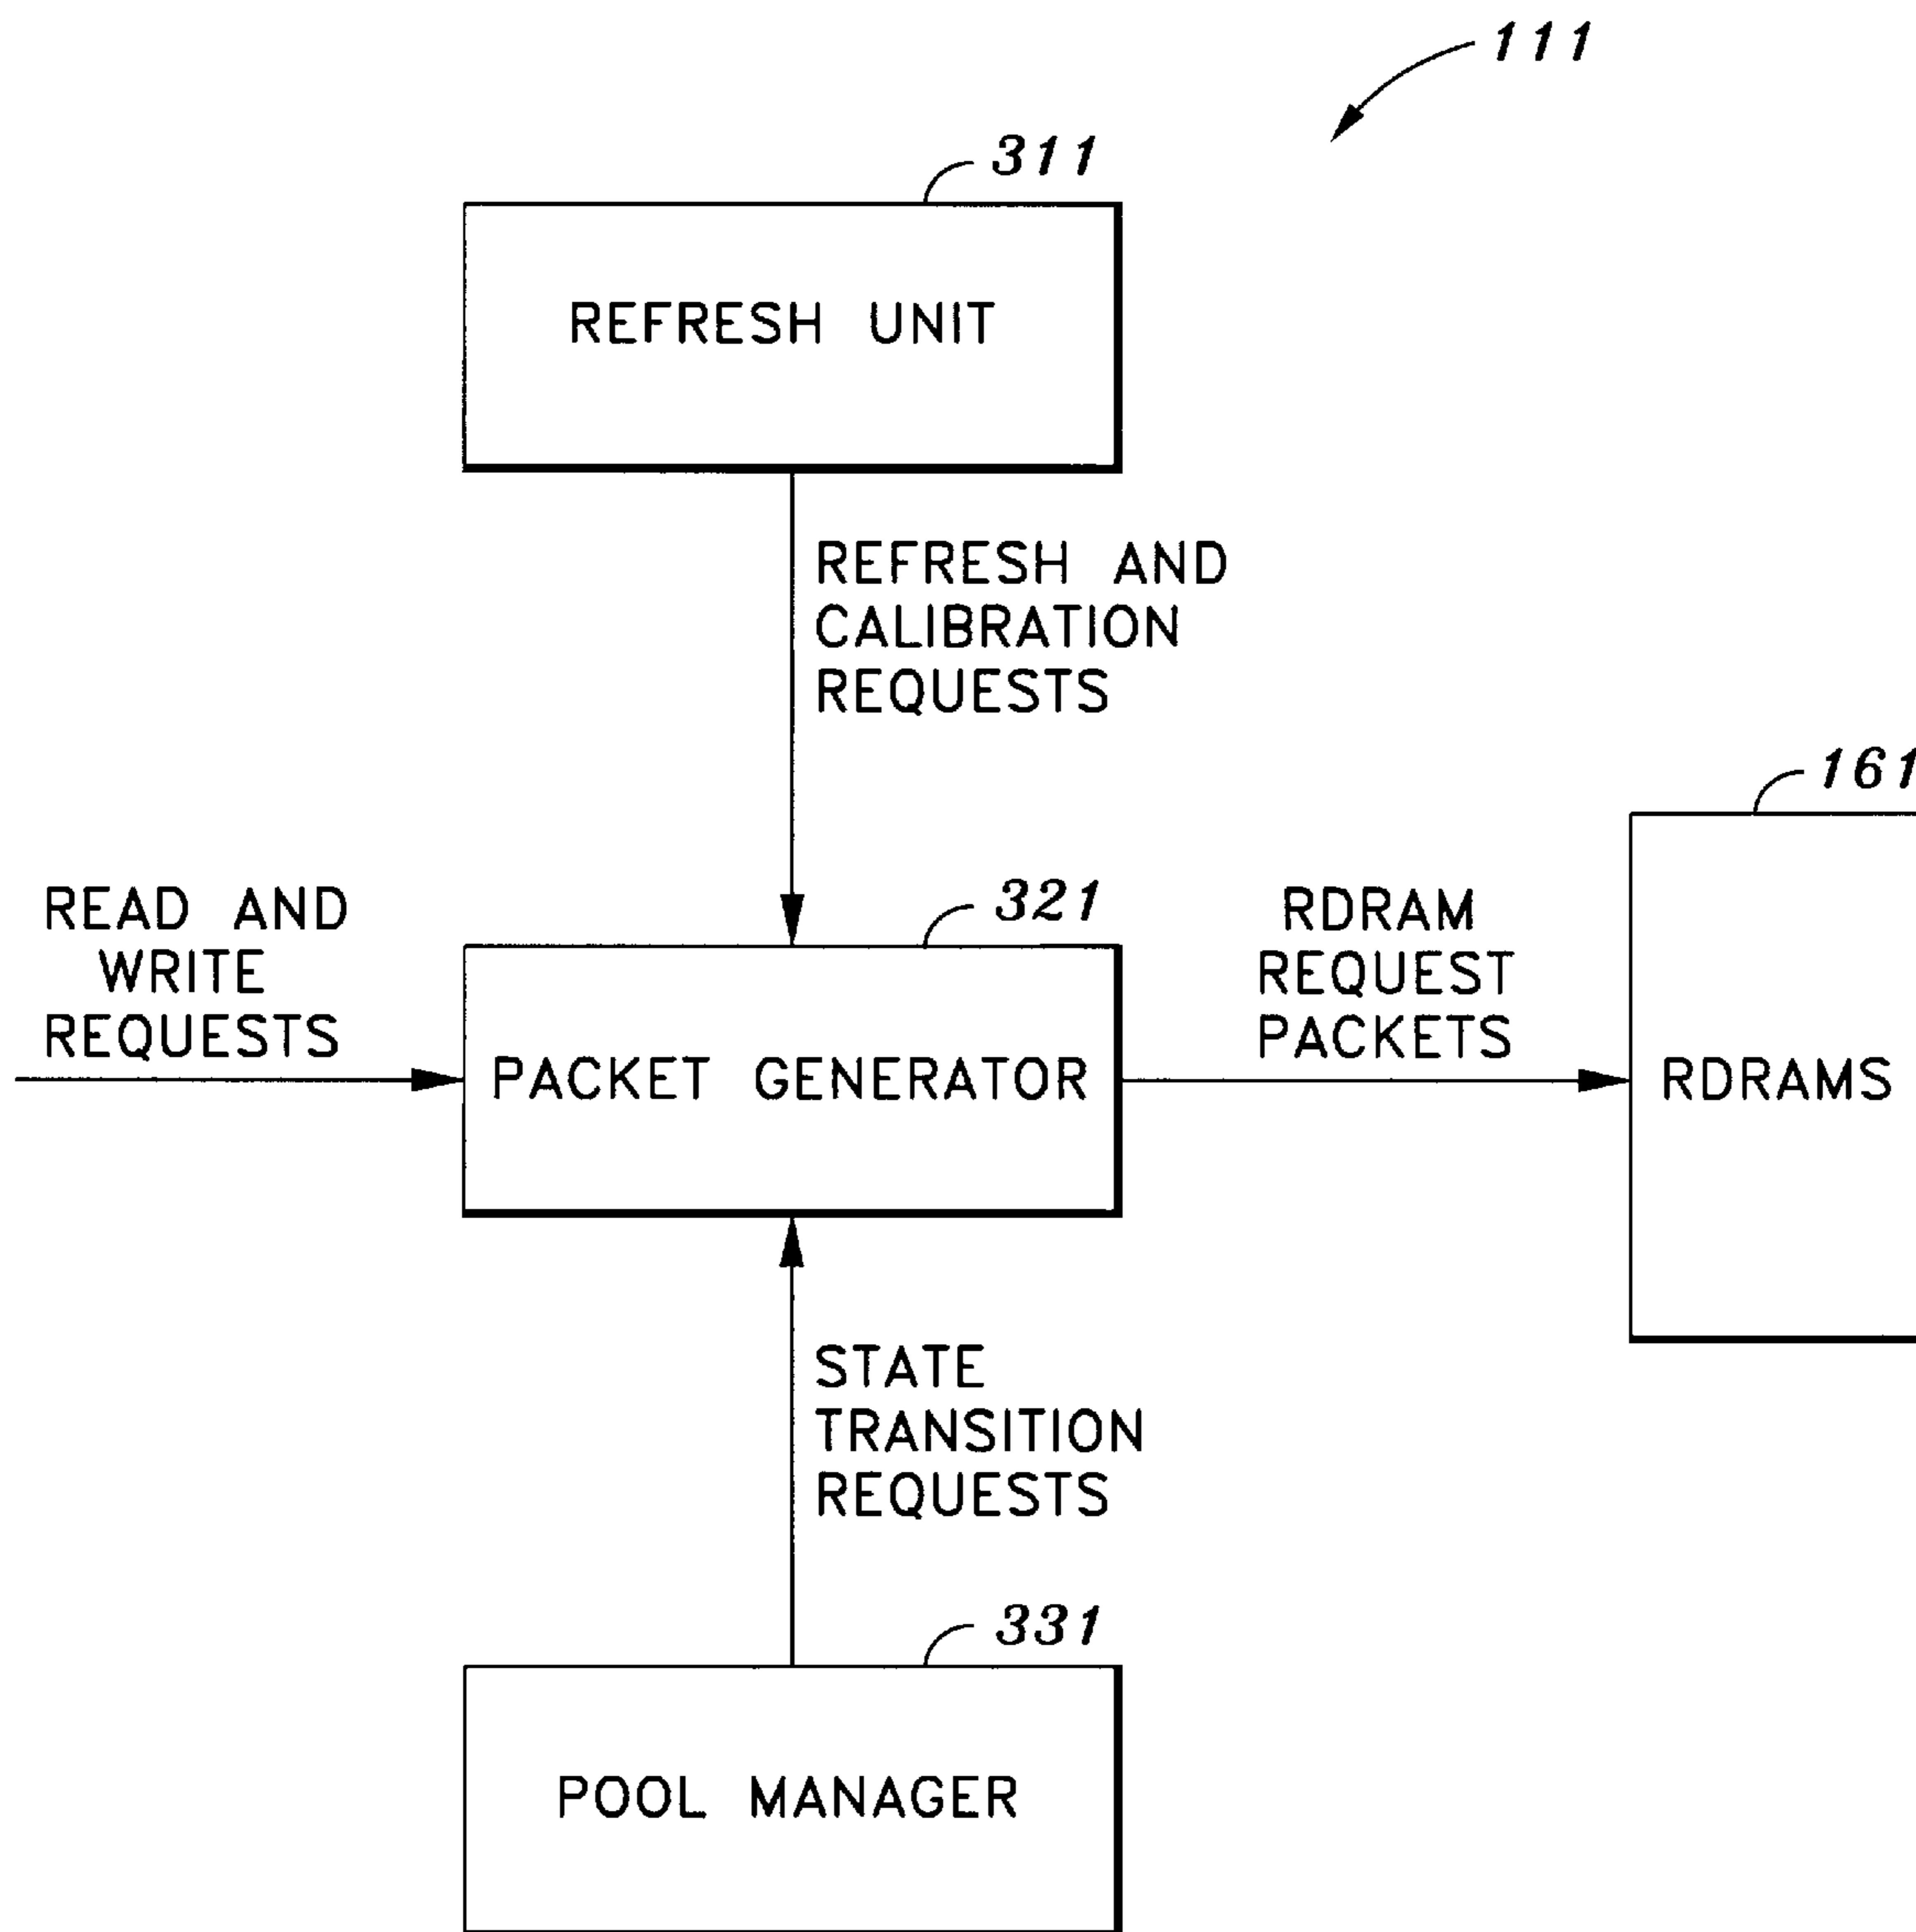 111
311
REFRESH UNIT
REFRESH AND
CALIBRATION
REQUESTS
161
READ AND
WRITE
REQUESTS
321
PACKET GENERATOR
RDRAM
REQUEST
PACKETS
RDRAMS
STATE
TRANSITION
REQUESTS
331
POOL MANAGER